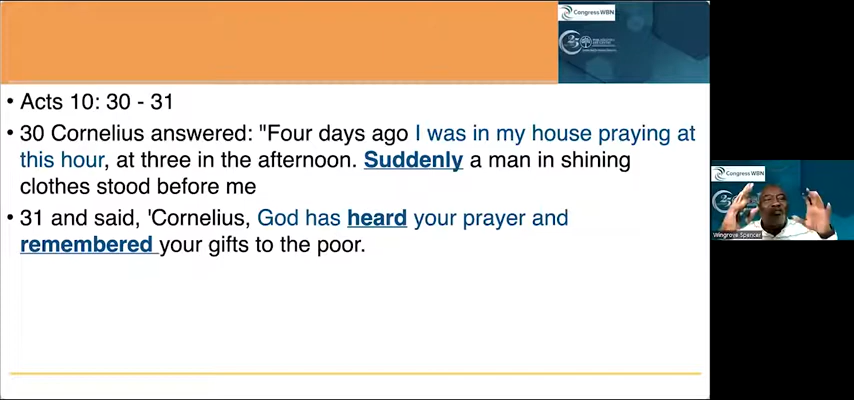 Congress WBN
25
• Acts 10: 30 - 31
• 30 Cornelius answered: "Four days ago I was in my house praying at
this hour, at three in the afternoon. Suddenly a man in shining
clothes stood before me
• 31 and said, 'Cornelius, God has heard your prayer and
remembered your gifts to the poor.
Congress WBN
Wingrove Spencer